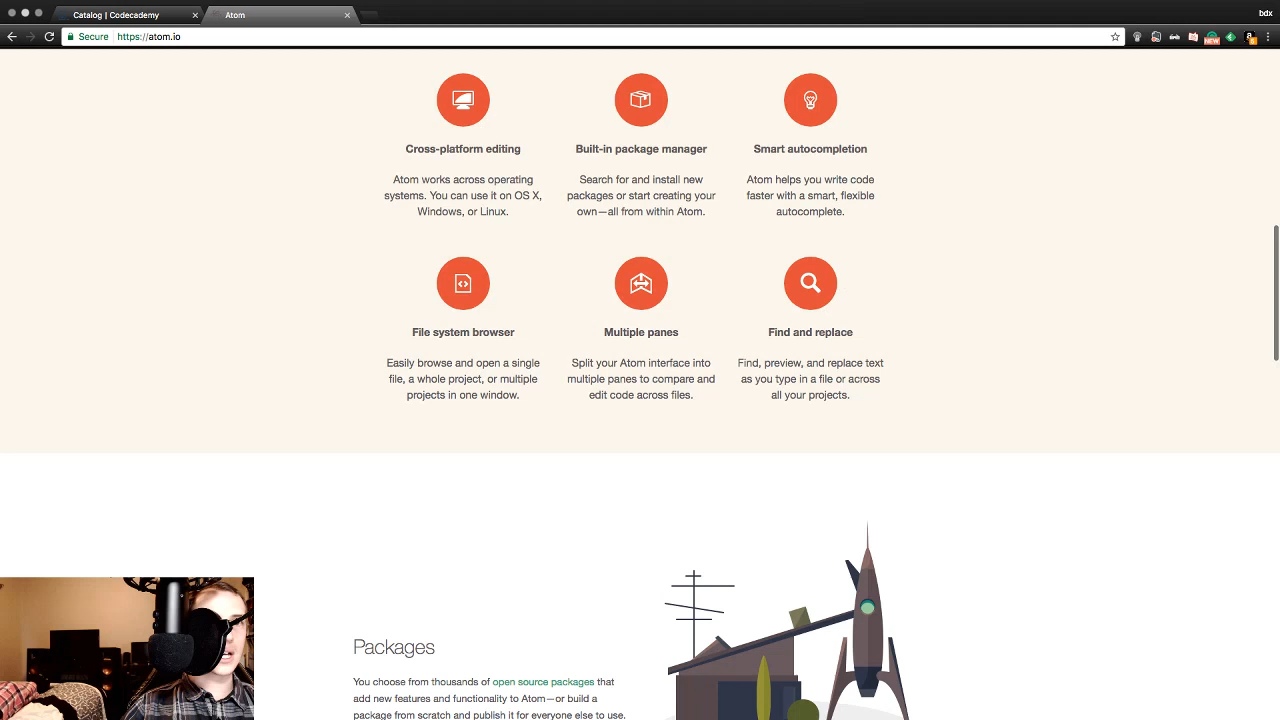 Catalog | Codecademy
Atom
bdx
Secure
https://atom.io
NEW
Cross-platform editing
Atom works across operating
systems. You can use it on OS X,
Windows, or Linux.
Built-in package manager
Search for and install new
packages or start creating your
own—all from within Atom.
Smart autocompletion
Atom helps you write code
faster with a smart, flexible
autocomplete.
File system browser
Easily browse and open a single
file, a whole project, or multiple
projects in one window.
Multiple panes
Split your Atom interface into
multiple panes to compare and
edit code across files.
Find and replace
Find, preview, and replace text
as you type in a file or across
all your projects.
Packages
You choose from thousands of open source packages that
add new features and functionality to Atom—or build a
package from scratch and publish it for everyone else to use.